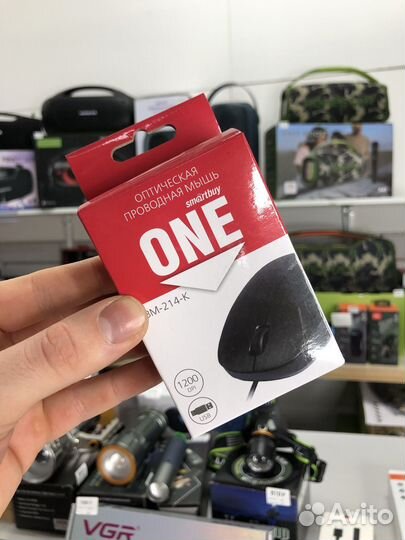 ОПТИЧЕСКАЯ
ПРОВОДНАЯ МЫШЬ
smartbuy
ONE
SBM-214-K
1200
DPI
USB
VGR
Avito